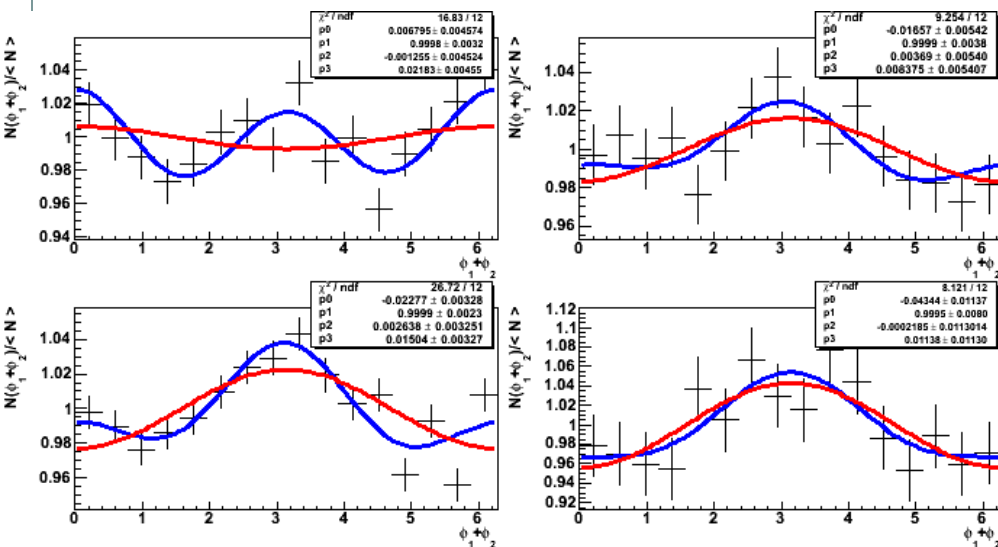 χ² / ndf 16.83 / 12
p0 0.006795 ± 0.004574
p1 0.9998 ± 0.0032
p2 -0.001255 ± 0.004524
p3 0.02183 ± 0.00455
N(ϕ₁+ϕ₂)/< N >
1.04
1.02
1
0.98
0.96
0.94
0 1 2 3 4 5 6
ϕ₁+ϕ₂
χ² / ndf 9.254 / 12
p0 -0.01657 ± 0.00542
p1 0.9999 ± 0.0038
p2 0.00369 ± 0.00540
p3 0.008375 ± 0.005407
N(ϕ₁+ϕ₂)/< N >
1.04
1.02
1
0.98
0.96
0 1 2 3 4 5 6
ϕ₁+ϕ₂
χ² / ndf 26.72 / 12
p0 -0.02277 ± 0.00328
p1 0.9999 ± 0.0023
p2 0.002638 ± 0.003251
p3 0.01504 ± 0.00327
N(ϕ₁+ϕ₂)/< N >
1.04
1.02
1
0.98
0.96
0 1 2 3 4 5 6
ϕ₁+ϕ₂
χ² / ndf 8.121 / 12
p0 -0.04344 ± 0.01137
p1 0.9995 ± 0.0080
p2 -0.0002185 ± 0.0113014
p3 0.01138 ± 0.01130
N(ϕ₁+ϕ₂)/< N >
1.12
1.1
1.08
1.06
1.04
1.02
1
0.98
0.96
0.94
0.92
0 1 2 3 4 5 6
ϕ₁+ϕ₂